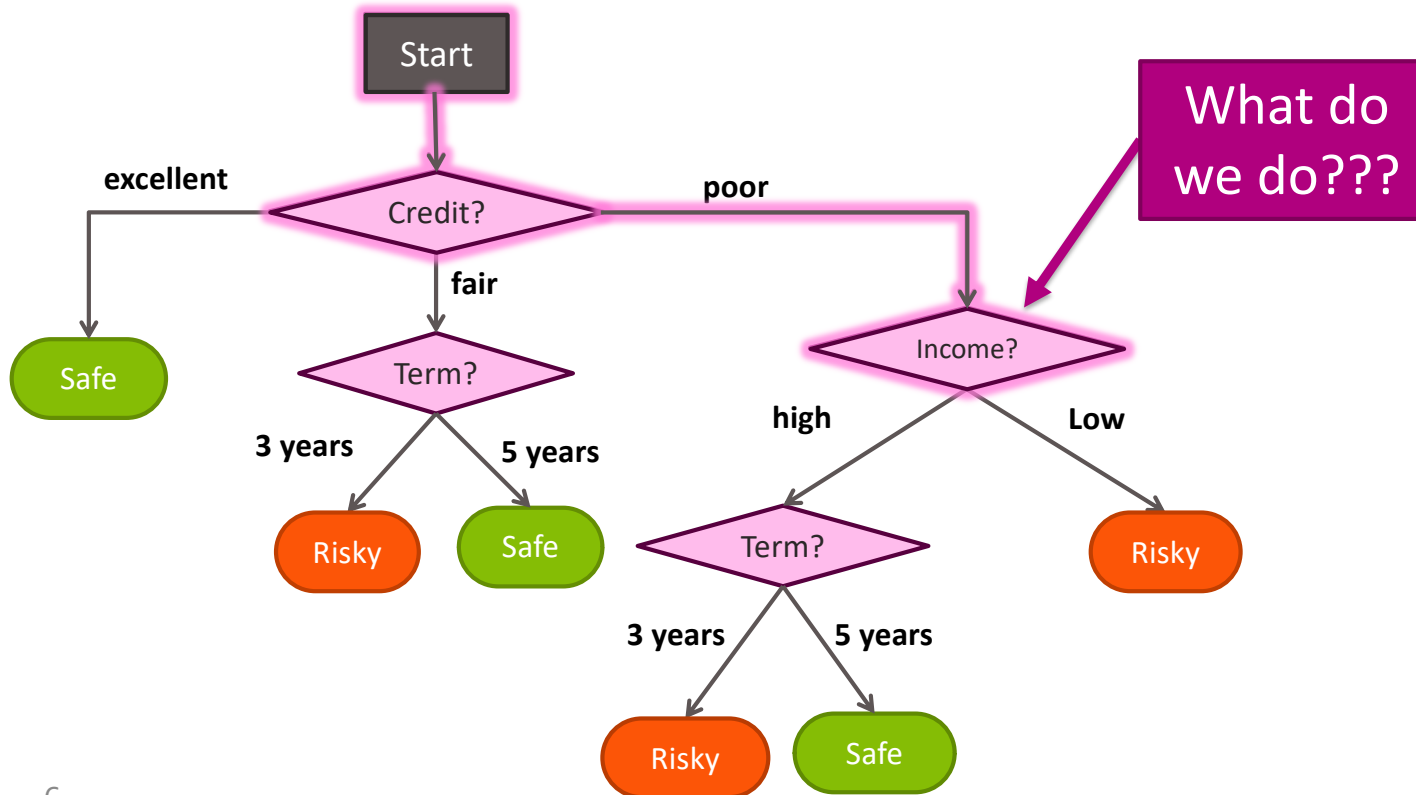 Start
What do
we do???
excellent
Credit?
poor
fair
Safe
Term?
Income?
3 years
5 years
high
Low
Risky
Safe
Term?
Risky
3 years
5 years
Risky
Safe